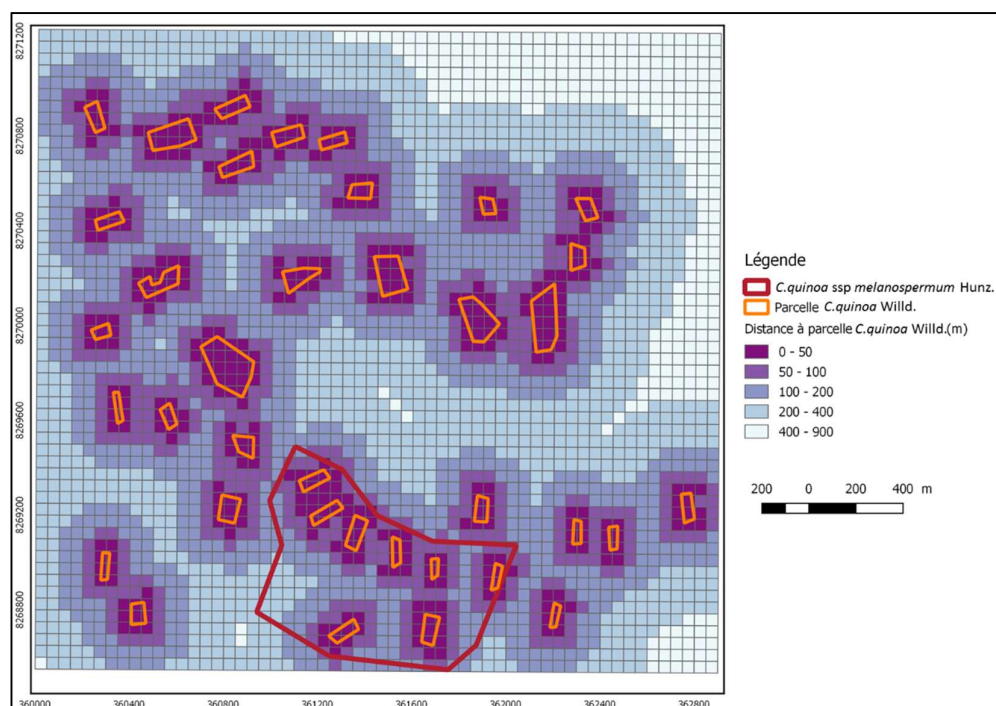 8271200
8270800
8270400
8270000
8269600
8269200
8268800
360000 360400 360800 361200 361600 362000 362400 362800
Légende
C.quinoa ssp melanospermum Hunz.
Parcelle C.quinoa Willd.
Distance à parcelle C.quinoa Willd.(m)
0 - 50
50 - 100
100 - 200
200 - 400
400 - 900
200 0 200 400 m